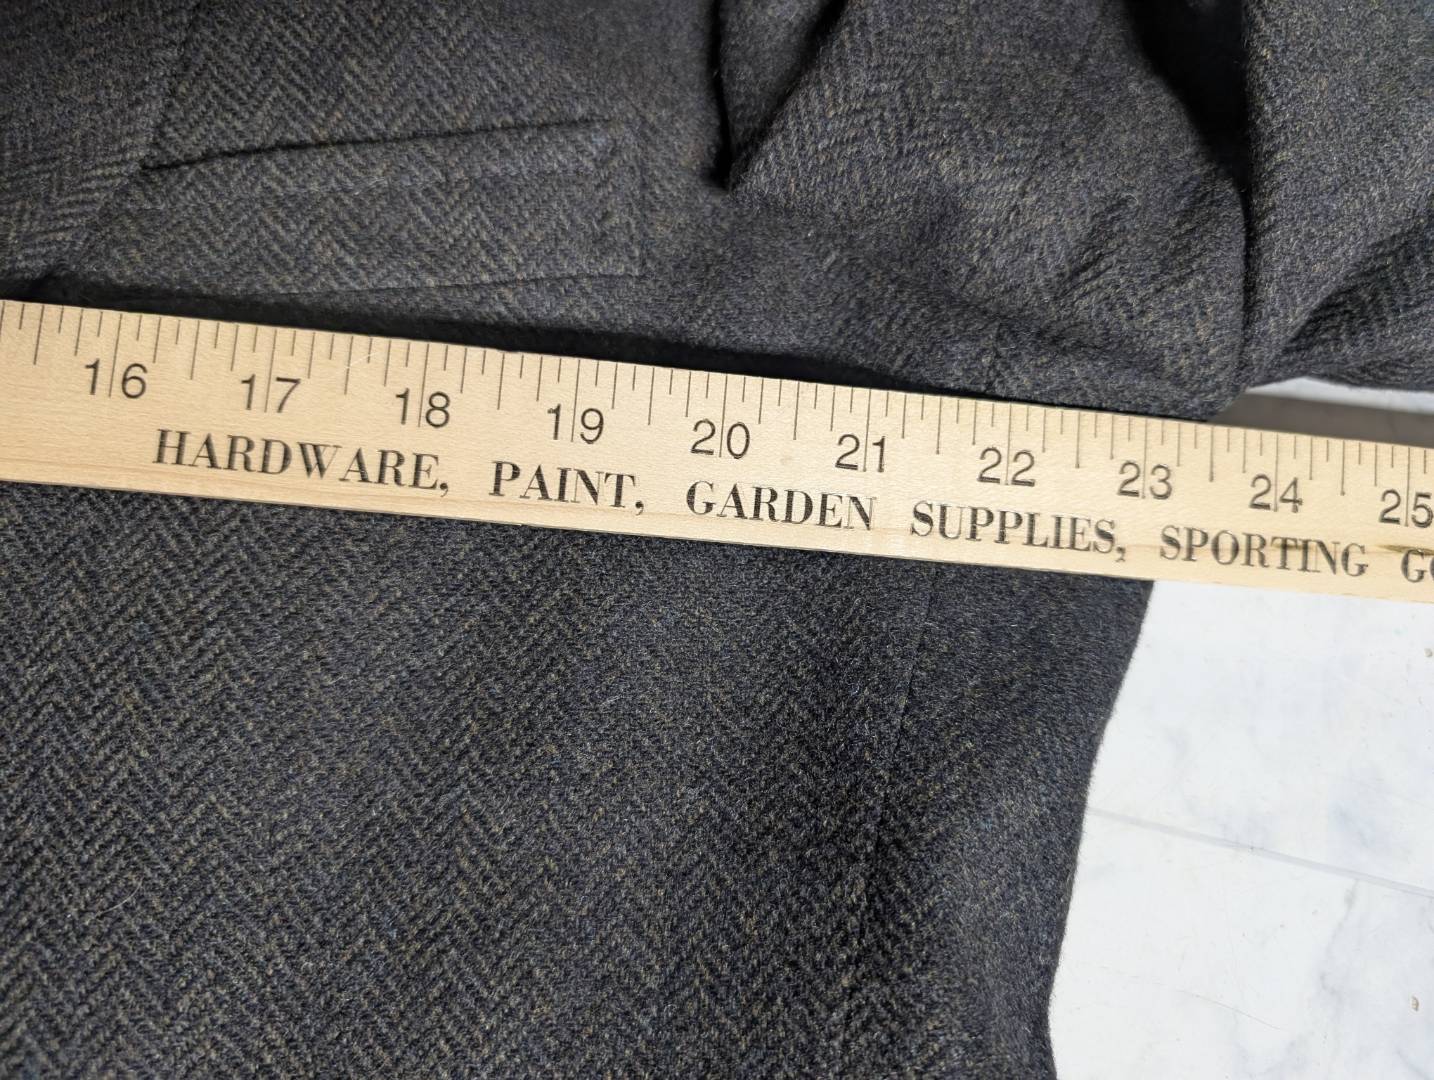 16 17 18 19 20 21 22 23 24 25
HARDWARE, PAINT, GARDEN SUPPLIES, SPORTING